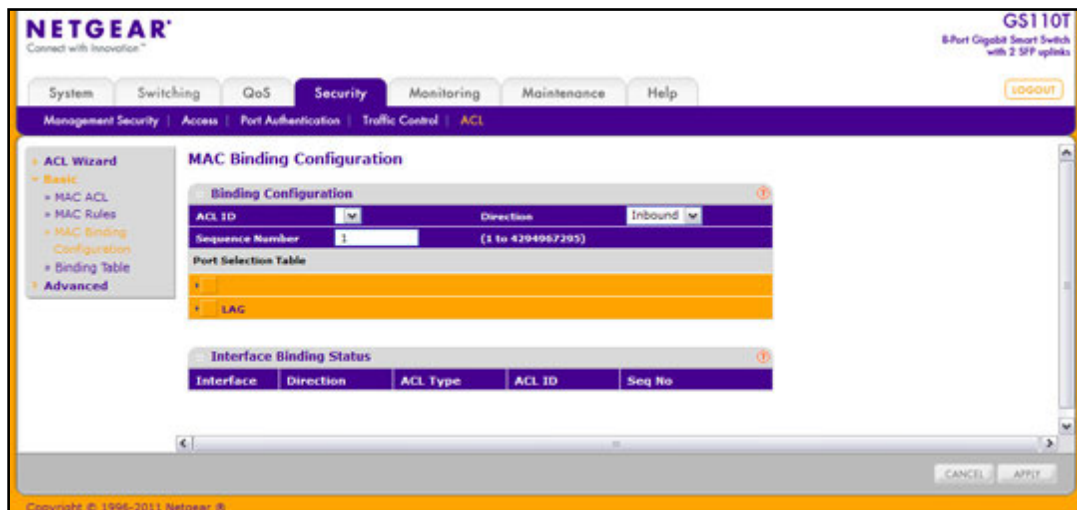 NETGEAR®
Connect with Innovation™
GS110T
8-Port Gigabit Smart Switch
with 2 SFP uplinks
System Switching QoS Security Monitoring Maintenance Help
LOGOUT
Management Security | Access | Port Authentication | Traffic Control | ACL
ACL Wizard
Basic
» MAC ACL
» MAC Rules
» MAC Binding
Configuration
» Binding Table
Advanced
MAC Binding Configuration
Binding Configuration
ACL ID Direction Inbound
Sequence Number 1 (1 to 4294967295)
Port Selection Table
LAG
Interface Binding Status
Interface Direction ACL Type ACL ID Seq No
CANCEL APPLY
Copyright © 1996-2011 Netgear ®